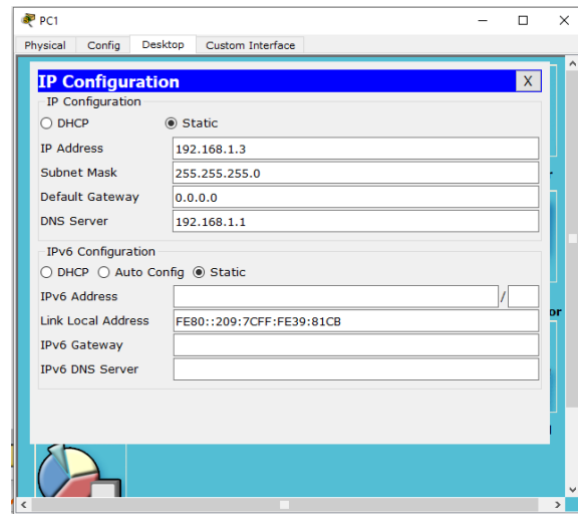 PC1
Physical Config Desktop Custom Interface
IP Configuration X
IP Configuration
DHCP Static
IP Address 192.168.1.3
Subnet Mask 255.255.255.0
Default Gateway 0.0.0.0
DNS Server 192.168.1.1
IPv6 Configuration
DHCP Auto Config Static
IPv6 Address /
Link Local Address FE80::209:7CFF:FE39:81CB
IPv6 Gateway
IPv6 DNS Server
or